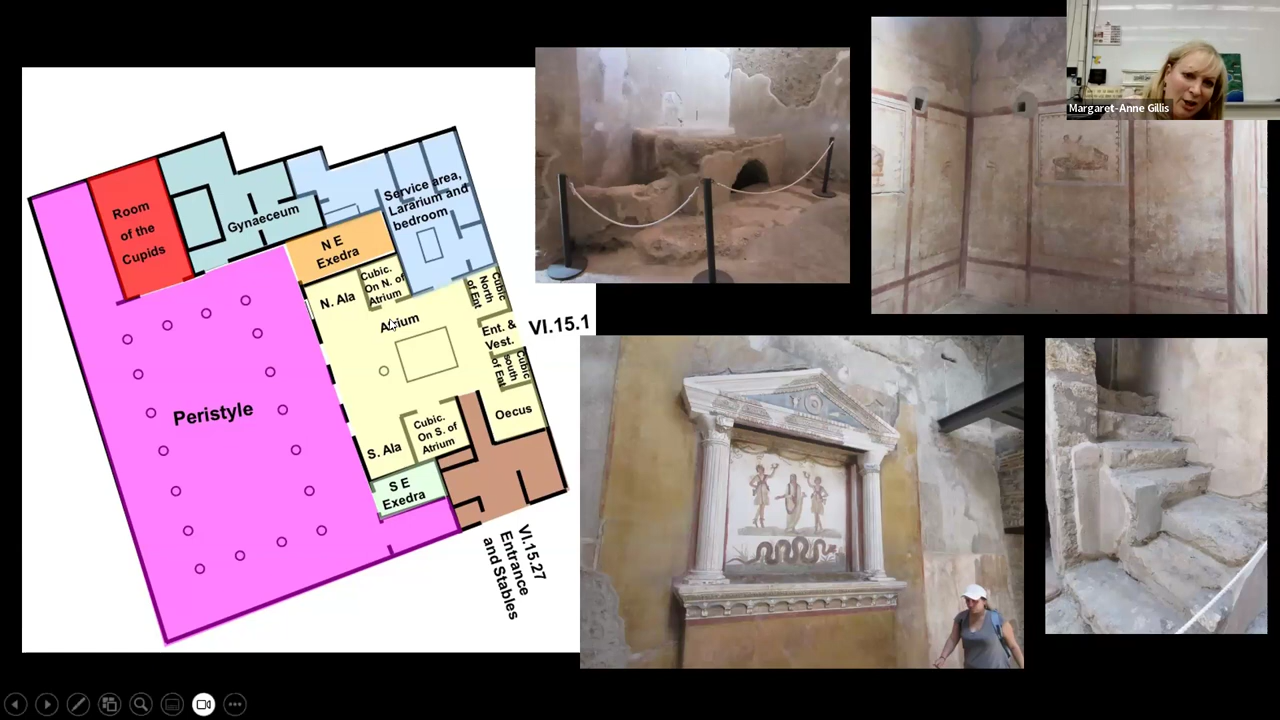 Room
of the
Cupids
Gynaeceum
Service area,
Lararium and
bedroom
N E
Exedra
N. Ala
Cubic.
On N. of
Atrium
Atrium
Cubic
North
of Ent
Ent. &
Vest.
VI.15.1
Cubic
south
of Ent
Oecus
Peristyle
S. Ala
Cubic.
On S. of
Atrium
S E
Exedra
VI.15.27
Entrance
and Stables
Margaret-Anne Gillis